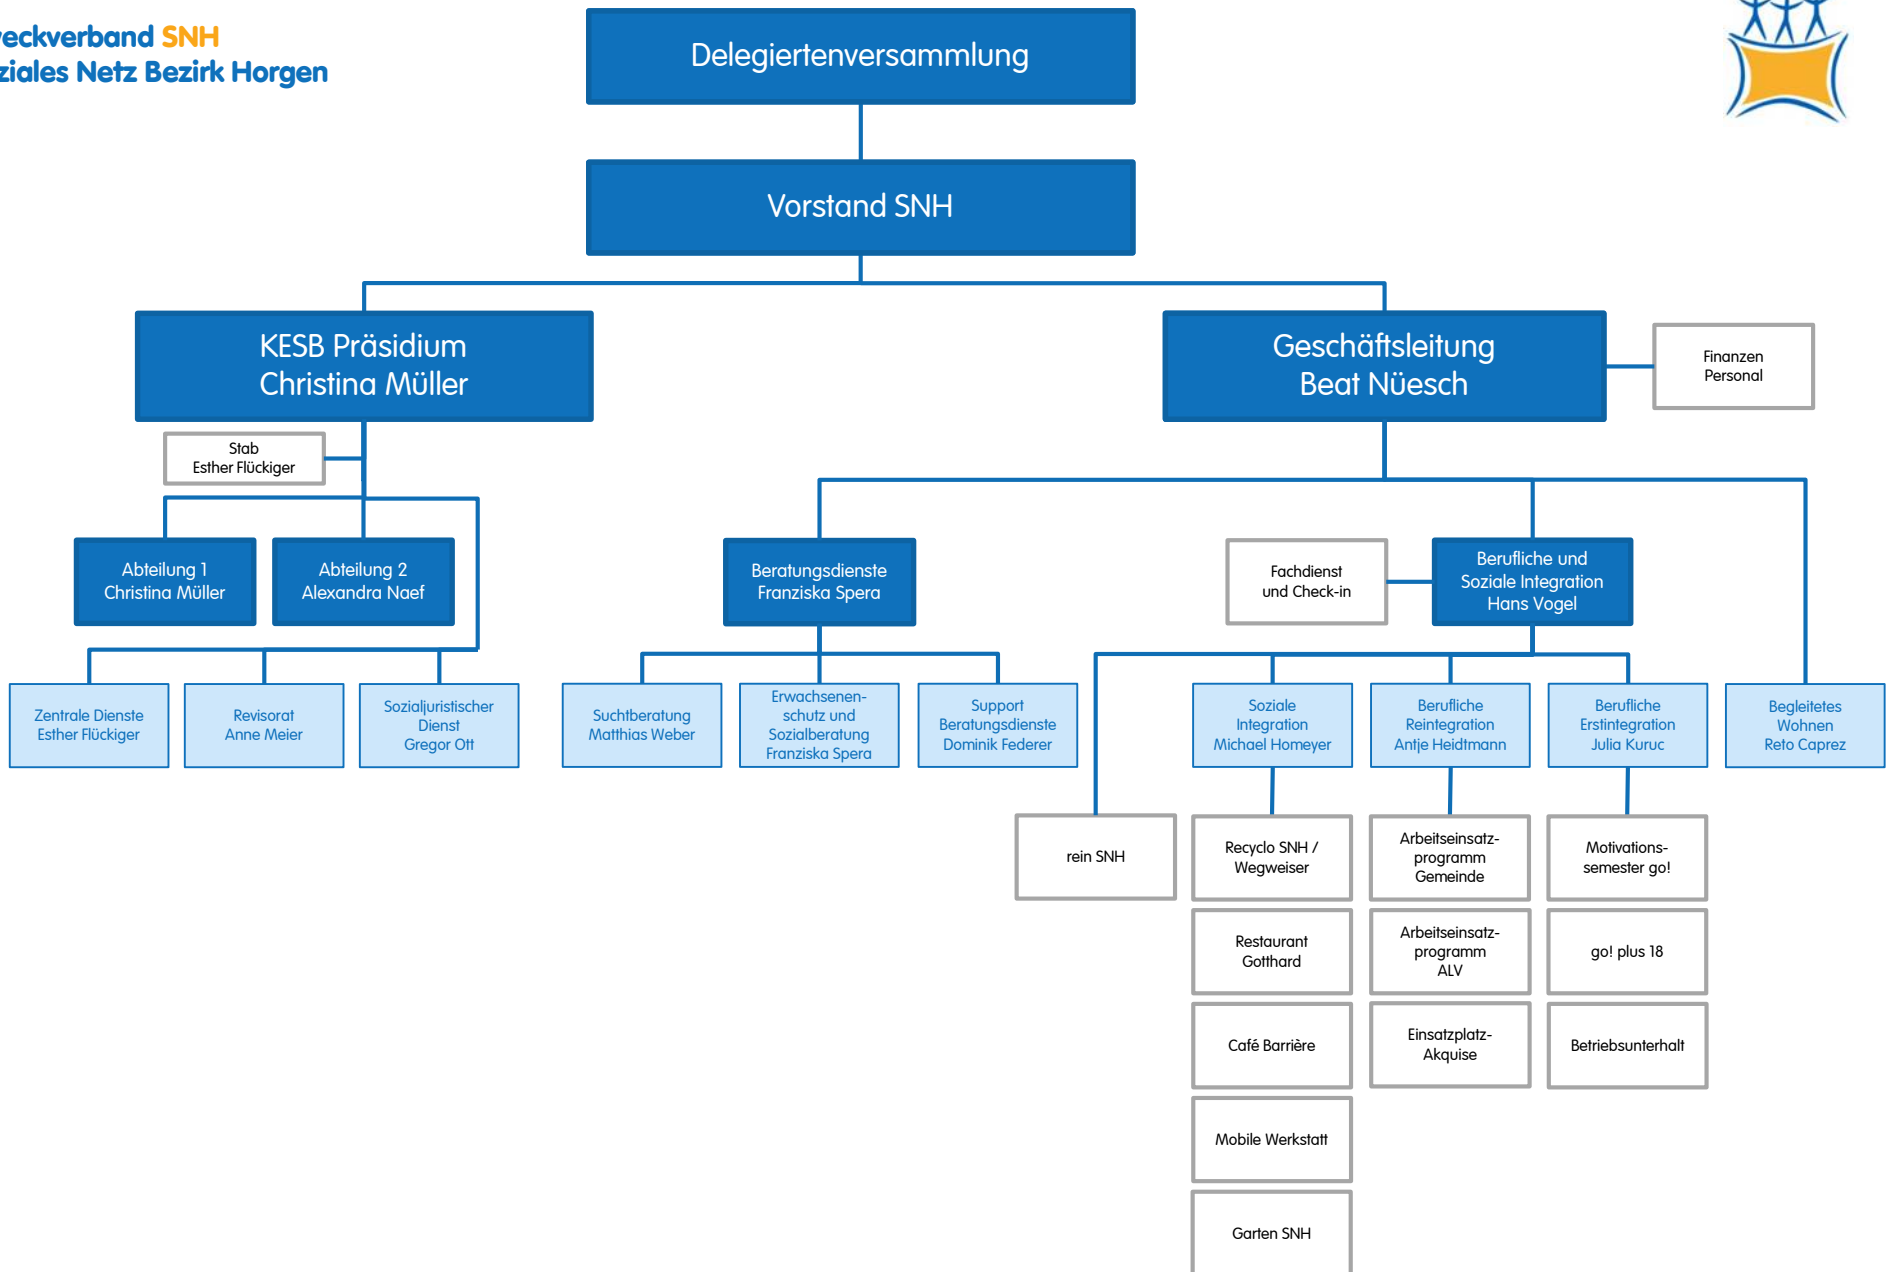 eckverband SNH
ziales Netz Bezirk Horgen
Delegiertenversammlung
Vorstand SNH
KESB Präsidium
Christina Müller
Geschäftsleitung
Beat Nüesch
Finanzen
Personal
Stab
Esther Flückiger
Abteilung 1
Christina Müller
Abteilung 2
Alexandra Naef
Beratungsdienste
Franziska Spera
Fachdienst
und Check-in
Berufliche und
Soziale Integration
Hans Vogel
Zentrale Dienste
Esther Flückiger
Revisorat
Anne Meier
Sozialjuristischer
Dienst
Gregor Ott
Suchtberatung
Matthias Weber
Erwachsenen-
schutz und
Sozialberatung
Franziska Spera
Support
Beratungsdienste
Dominik Federer
Soziale
Integration
Michael Homeyer
Berufliche
Reintegration
Antje Heidtmann
Berufliche
Erstintegration
Julia Kuruc
Begleitetes
Wohnen
Reto Caprez
rein SNH
Recyclo SNH /
Wegweiser
Arbeitseinsatz-
programm
Gemeinde
Motivations-
semester go!
Restaurant
Gotthard
Arbeitseinsatz-
programm
ALV
go! plus 18
Café Barrière
Einsatzplatz-
Akquise
Betriebsunterhalt
Mobile Werkstatt
Garten SNH